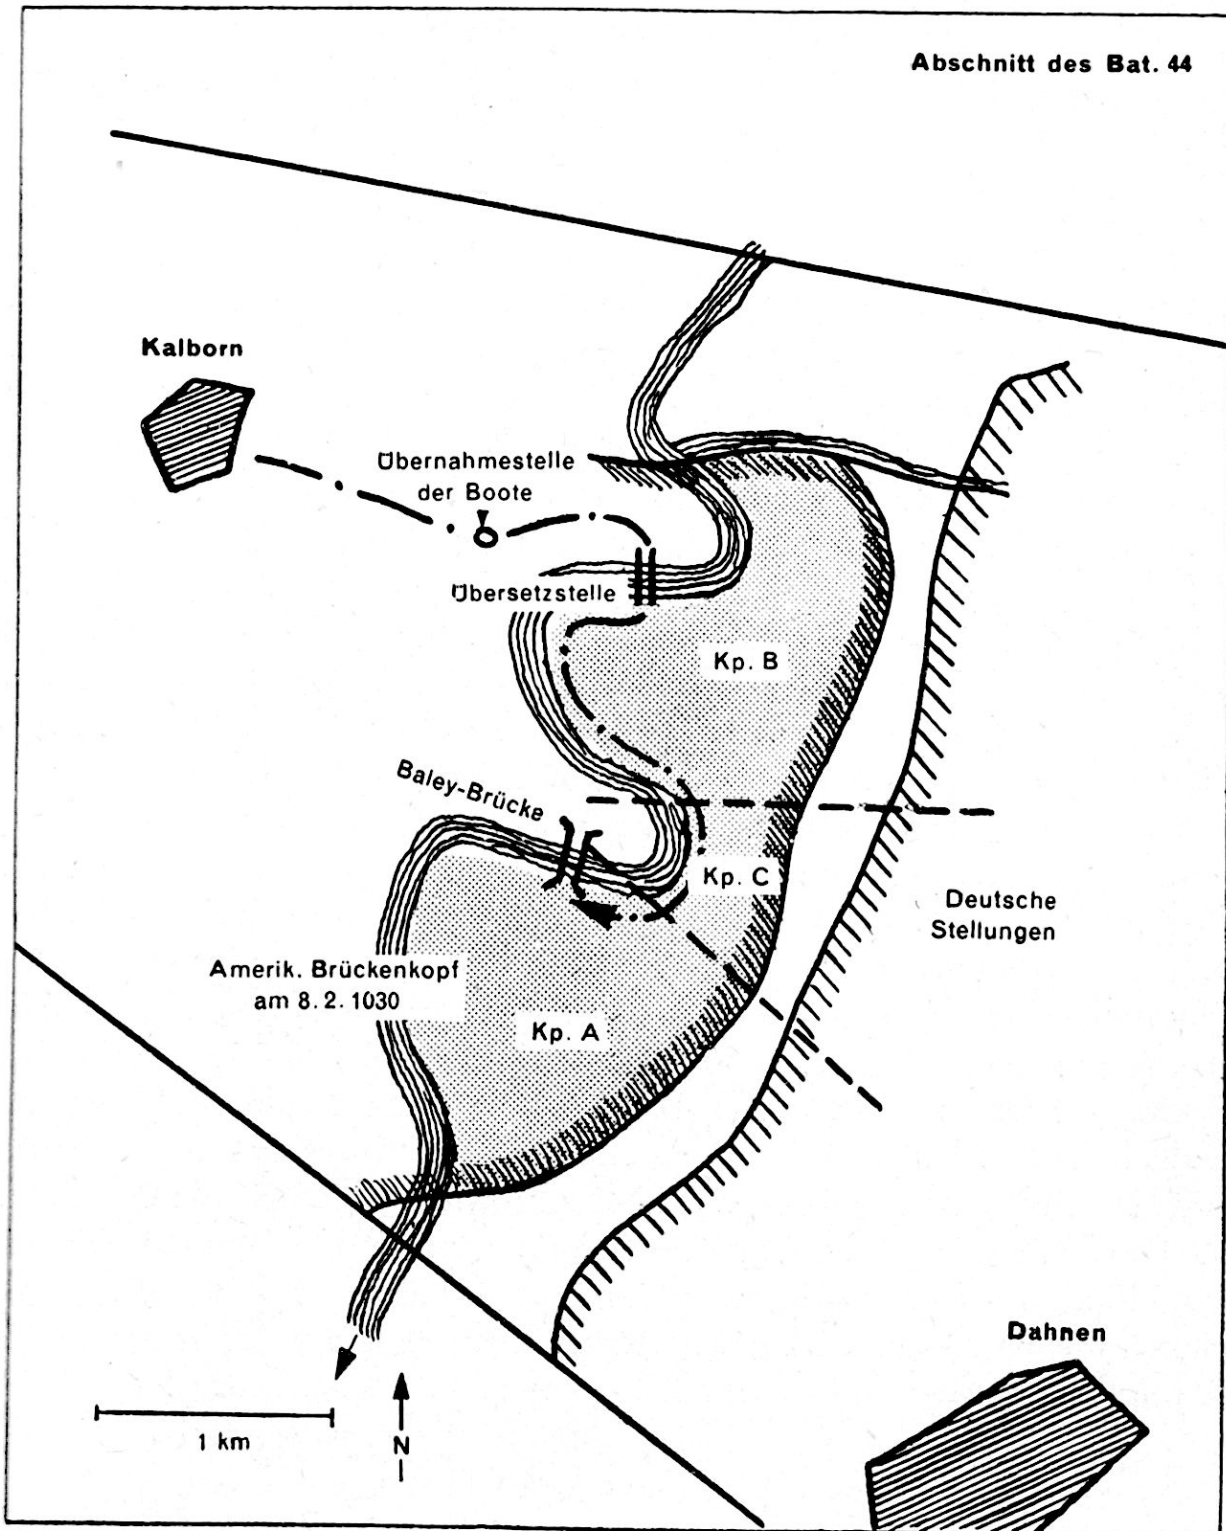 Abschnitt des Bat. 44
Kalborn
Übernahmestelle
der Boote
Übersetzstelle
Kp. B
Baley-Brücke
Kp. C
Deutsche
Stellungen
Amerik. Brückenkopf
am 8.2.1030
Kp. A
Dahnen
1 km
N